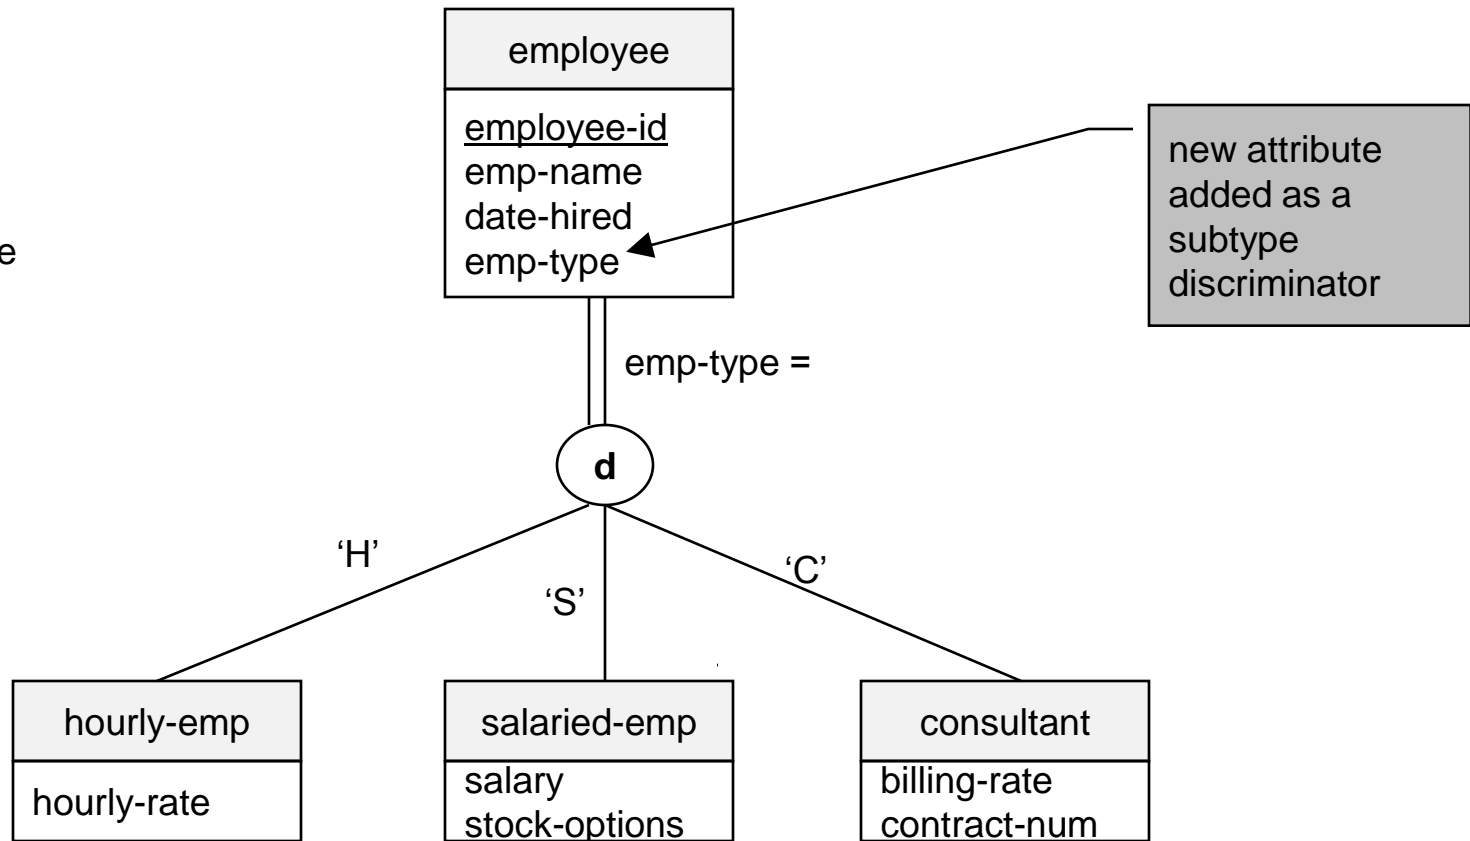 employee
employee-id
emp-name
date-hired
emp-type
new attribute
added as a
subtype
discriminator
e
emp-type =
d
‘H’
‘S’
‘C’
hourly-emp
hourly-rate
salaried-emp
salary
stock-options
consultant
billing-rate
contract-num